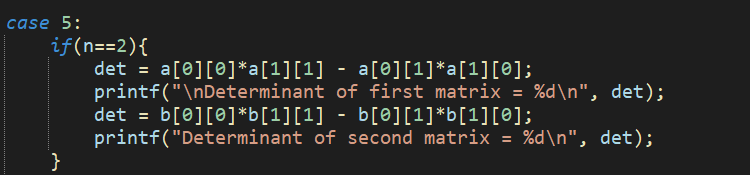 case 5:
    if(n==2){
        det = a[0][0]*a[1][1] - a[0][1]*a[1][0];
        printf("\nDeterminant of first matrix = %d\n", det);
        det = b[0][0]*b[1][1] - b[0][1]*b[1][0];
        printf("Determinant of second matrix = %d\n", det);
    }